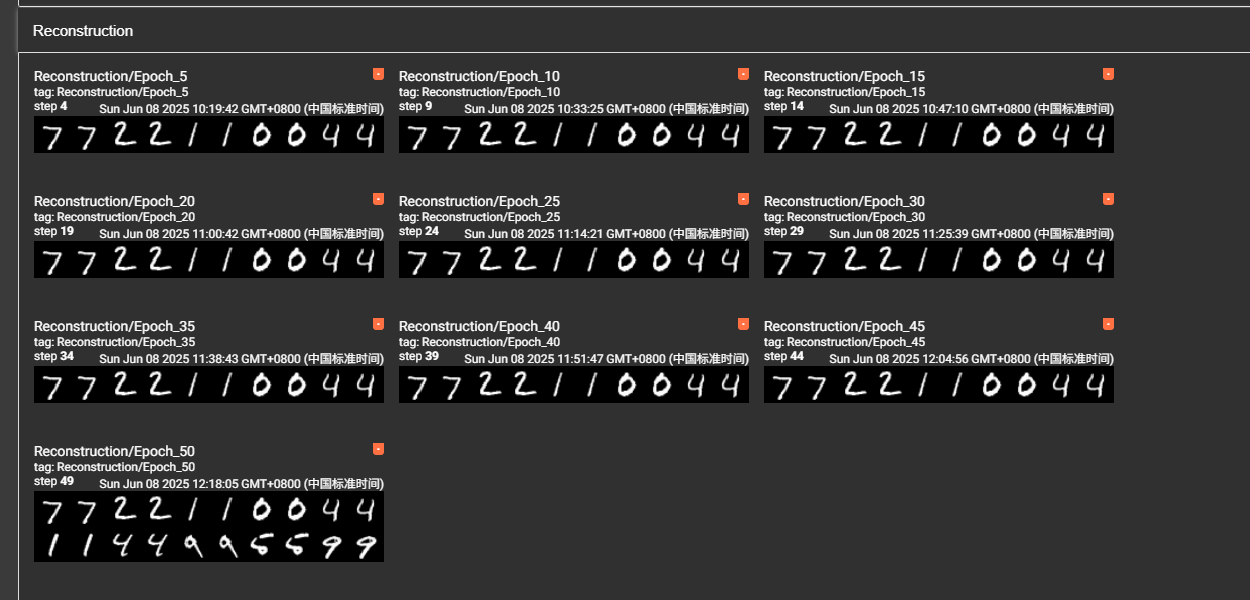 Reconstruction
Reconstruction/Epoch_5
tag: Reconstruction/Epoch_5
step 4 Sun Jun 08 2025 10:19:42 GMT+0800 (中国标准时间)
7 7 2 2 1 1 0 0 4 4
Reconstruction/Epoch_10
tag: Reconstruction/Epoch_10
step 9 Sun Jun 08 2025 10:33:25 GMT+0800 (中国标准时间)
7 7 2 2 1 1 0 0 4 4
Reconstruction/Epoch_15
tag: Reconstruction/Epoch_15
step 14 Sun Jun 08 2025 10:47:10 GMT+0800 (中国标准时间)
7 7 2 2 1 1 0 0 4 4
Reconstruction/Epoch_20
tag: Reconstruction/Epoch_20
step 19 Sun Jun 08 2025 11:00:42 GMT+0800 (中国标准时间)
7 7 2 2 1 1 0 0 4 4
Reconstruction/Epoch_25
tag: Reconstruction/Epoch_25
step 24 Sun Jun 08 2025 11:14:21 GMT+0800 (中国标准时间)
7 7 2 2 1 1 0 0 4 4
Reconstruction/Epoch_30
tag: Reconstruction/Epoch_30
step 29 Sun Jun 08 2025 11:25:39 GMT+0800 (中国标准时间)
7 7 2 2 1 1 0 0 4 4
Reconstruction/Epoch_35
tag: Reconstruction/Epoch_35
step 34 Sun Jun 08 2025 11:38:43 GMT+0800 (中国标准时间)
7 7 2 2 1 1 0 0 4 4
Reconstruction/Epoch_40
tag: Reconstruction/Epoch_40
step 39 Sun Jun 08 2025 11:51:47 GMT+0800 (中国标准时间)
7 7 2 2 1 1 0 0 4 4
Reconstruction/Epoch_45
tag: Reconstruction/Epoch_45
step 44 Sun Jun 08 2025 12:04:56 GMT+0800 (中国标准时间)
7 7 2 2 1 1 0 0 4 4
Reconstruction/Epoch_50
tag: Reconstruction/Epoch_50
step 49 Sun Jun 08 2025 12:18:05 GMT+0800 (中国标准时间)
7 7 2 2 1 1 0 0 4 4
1 1 4 4 9 9 5 5 9 9